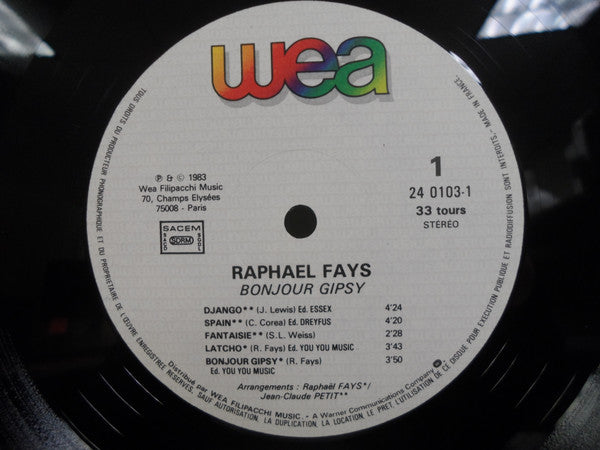 wea
℗ & © 1983
Wea Filipacchi Music
70, Champs Elysées
75008 - Paris
SACEM
SACD SDRM SGDL
1
24 0103-1
33 tours
STÉRÉO
RAPHAEL FAYS
BONJOUR GIPSY
DJANGO** (J. Lewis) Ed. ESSEX 4'24
SPAIN** (C. Corea) Ed. DREYFUS 4'20
FANTAISIE** (S.L. Weiss) 2'28
LATCHO* (R. Fays) Ed. YOU YOU MUSIC 3'43
BONJOUR GIPSY* (R. Fays) 3'50
Ed. YOU YOU MUSIC
Arrangements : Raphaël FAYS*/
Jean-Claude PETIT**
TOUS DROITS DU PRODUCTEUR PHONOGRAPHIQUE ET DU PROPRIETAIRE DE L'ŒUVRE ENREGISTREE RESERVES. SAUF AUTORISATION, LA DUPLICATION, LA LOCATION, LE PRET, L'UTILISATION DE CE DISQUE POUR EXECUTION PUBLIQUE ET RADIODIFFUSION SONT INTERDITS. - MADE IN FRANCE.
Distribué par WEA FILIPACCHI MUSIC. - A Warner Communications Company